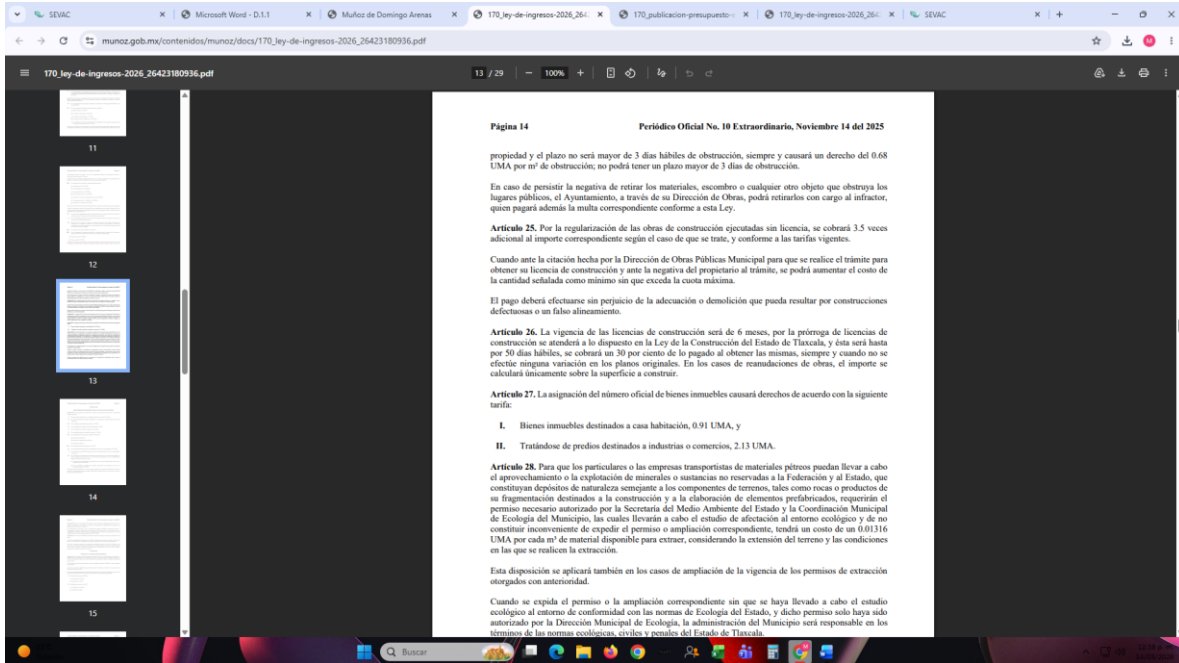 SEVAC
Microsoft Word - D.1.1
Muñoz de Domingo Arenas
170_ley-de-ingresos-2026_264
170_publicacion-presupuesto-
170_ley-de-ingresos-2026_264
SEVAC
munoz.gob.mx/contenidos/munoz/docs/170_ley-de-ingresos-2026_26423180936.pdf
170_ley-de-ingresos-2026_26423180936.pdf
13 / 29
100%
11
12
13
14
15
Página 14 Periódico Oficial No. 10 Extraordinario, Noviembre 14 del 2025
propiedad y el plazo no será mayor de 3 días hábiles de obstrucción, siempre y causará un derecho del 0.68
UMA por m² de obstrucción; no podrá tener un plazo mayor de 3 días de obstrucción.
En caso de persistir la negativa de retirar los materiales, escombro o cualquier otro objeto que obstruya los
lugares públicos, el Ayuntamiento, a través de su Dirección de Obras, podrá retirarlos con cargo al infractor,
quien pagará además la multa correspondiente conforme a esta Ley.
Artículo 25. Por la regularización de las obras de construcción ejecutadas sin licencia, se cobrará 3.5 veces
adicional al importe correspondiente según el caso de que se trate, y conforme a las tarifas vigentes.
Cuando ante la citación hecha por la Dirección de Obras Públicas Municipal para que se realice el trámite para
obtener su licencia de construcción y ante la negativa del propietario al trámite, se podrá aumentar el costo de
la cantidad señalada como mínimo sin que exceda la cuota máxima.
El pago deberá efectuarse sin perjuicio de la adecuación o demolición que pueda resultar por construcciones
defectuosas o un falso alineamiento.
Artículo 26. La vigencia de las licencias de construcción será de 6 meses, por la prórroga de licencias de
construcción se atenderá a lo dispuesto en la Ley de la Construcción del Estado de Tlaxcala, y ésta será hasta
por 50 días hábiles, se cobrará un 30 por ciento de lo pagado al obtener las mismas, siempre y cuando no se
efectúe ninguna variación en los planos originales. En los casos de reanudaciones de obras, el importe se
calculará únicamente sobre la superficie a construir.
Artículo 27. La asignación del número oficial de bienes inmuebles causará derechos de acuerdo con la siguiente
tarifa:
I. Bienes inmuebles destinados a casa habitación, 0.91 UMA, y
II. Tratándose de predios destinados a industrias o comercios, 2.13 UMA.
Artículo 28. Para que los particulares o las empresas transportistas de materiales pétreos puedan llevar a cabo
el aprovechamiento o la explotación de minerales o sustancias no reservadas a la Federación y al Estado, que
constituyan depósitos de naturaleza semejante a los componentes de terrenos, tales como rocas o productos de
su fragmentación destinados a la construcción y a la elaboración de elementos prefabricados, requerirán el
permiso necesario autorizado por la Secretaría del Medio Ambiente del Estado y la Coordinación Municipal
de Ecología del Municipio, las cuales llevarán a cabo el estudio de afectación al entorno ecológico y de no
constituir inconveniente de expedir el permiso o ampliación correspondiente, tendrá un costo de un 0.01316
UMA por cada m³ de material disponible para extraer, considerando la extensión del terreno y las condiciones
en las que se realicen la extracción.
Esta disposición se aplicará también en los casos de ampliación de la vigencia de los permisos de extracción
otorgados con anterioridad.
Cuando se expida el permiso o la ampliación correspondiente sin que se haya llevado a cabo el estudio
ecológico al entorno de conformidad con las normas de Ecología del Estado, y dicho permiso solo haya sido
autorizado por la Dirección Municipal de Ecología, la administración del Municipio será responsable en los
términos de las normas ecológicas, civiles y penales del Estado de Tlaxcala.
Buscar